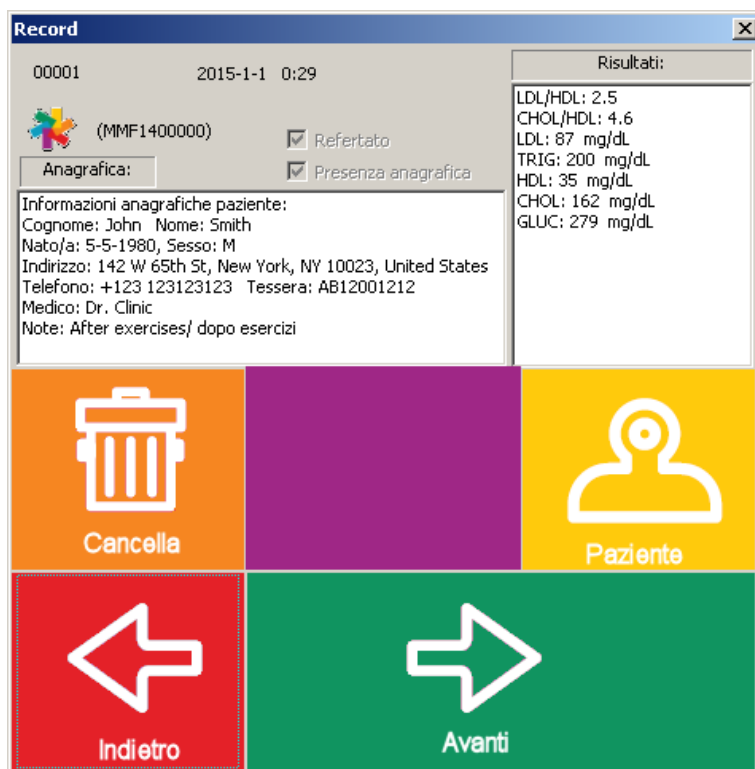 Record
00001 2015-1-1 0:29
(MMF1400000)
Refertato
Anagrafica:
Presenza anagrafica
Informazioni anagrafiche paziente:
Cognome: John Nome: Smith
Nato/a: 5-5-1980, Sesso: M
Indirizzo: 142 W 65th St, New York, NY 10023, United States
Telefono: +123 123123123 Tessera: AB12001212
Medico: Dr. Clinic
Note: After exercises/ dopo esercizi
Risultati:
LDL/HDL: 2.5
CHOL/HDL: 4.6
LDL: 87 mg/dL
TRIG: 200 mg/dL
HDL: 35 mg/dL
CHOL: 162 mg/dL
GLUC: 279 mg/dL
Cancella
Paziente
Indietro
Avanti